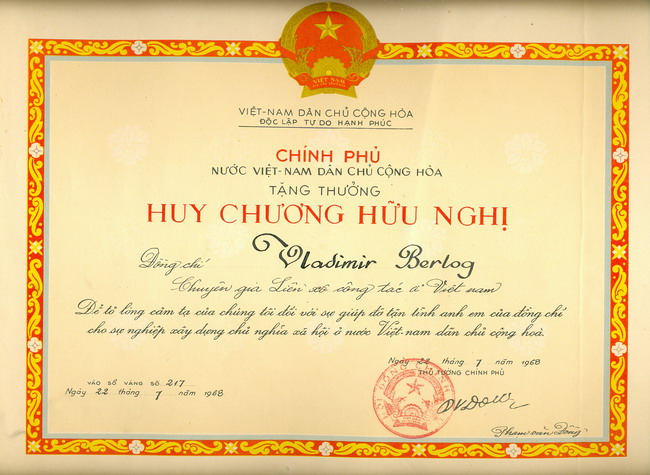 VIỆT NAM
VIỆT-NAM DÂN CHỦ CỘNG HÒA
ĐỘC LẬP TỰ DO HẠNH PHÚC
CHÍNH PHỦ
NƯỚC VIỆT-NAM DÂN CHỦ CỘNG HÒA
TẶNG THƯỞNG
HUY CHƯƠNG HỮU NGHỊ
Đồng chí Vladimir Berlog
Chuyên gia Liên xô công tác ở Việt nam
Để tỏ lòng cảm tạ của chúng tôi đối với sự giúp đỡ tận tình anh em của đồng chí
cho sự nghiệp xây dựng chủ nghĩa xã hội ở nước Việt-nam dân chủ cộng hoà.
Ngày 22 tháng 7 năm 1968
THỦ TƯỚNG CHÍNH PHỦ
VÀO SỔ VÀNG SỐ 217
Ngày 22 tháng 7 năm 1968
Phạm văn Đồng